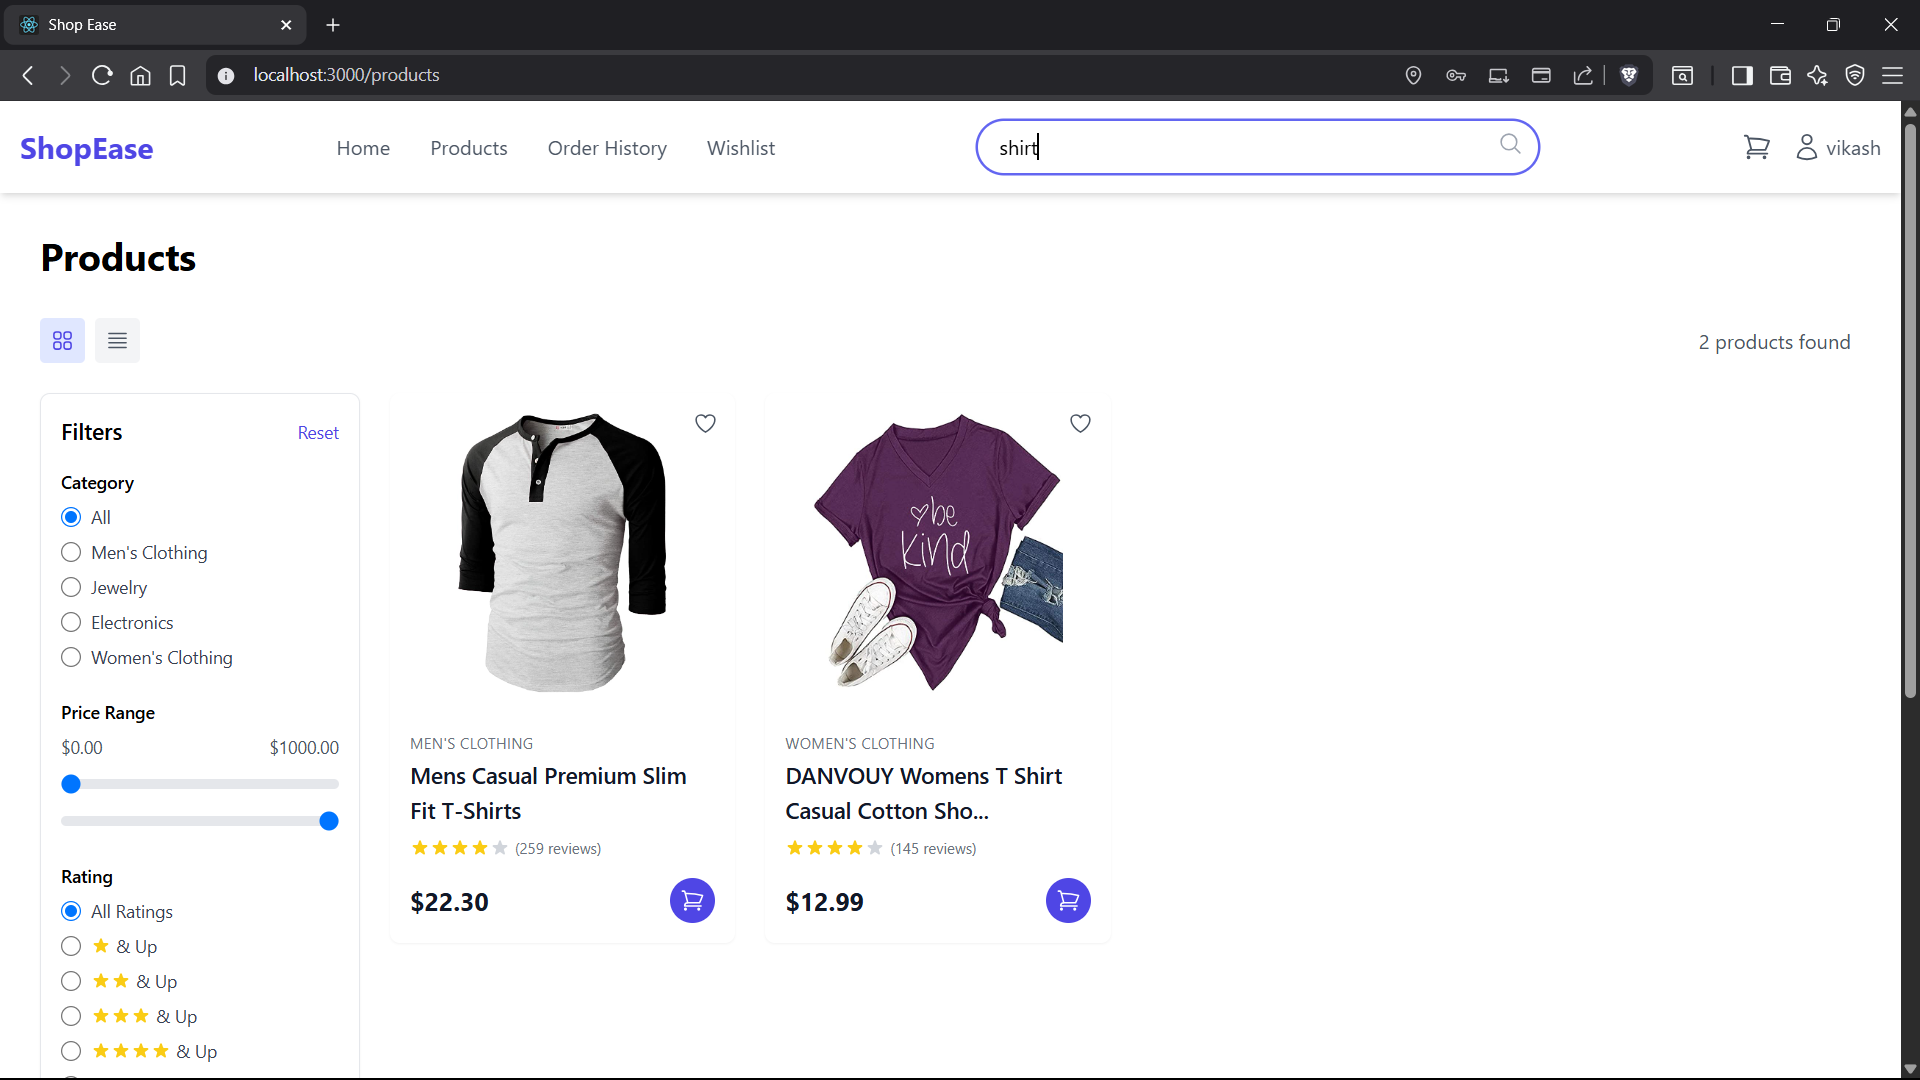 Shop Ease
localhost:3000/products
ShopEase
Home
Products
Order History
Wishlist
shirt
vikash
Products
2 products found
Filters
Reset
Category
All
Men's Clothing
Jewelry
Electronics
Women's Clothing
Price Range
$0.00
$1000.00
Rating
All Ratings
& Up
& Up
& Up
& Up
MEN'S CLOTHING
Mens Casual Premium Slim
Fit T-Shirts
(259 reviews)
$22.30
be
kind
WOMEN'S CLOTHING
DANVOUY Womens T Shirt
Casual Cotton Sho...
(145 reviews)
$12.99